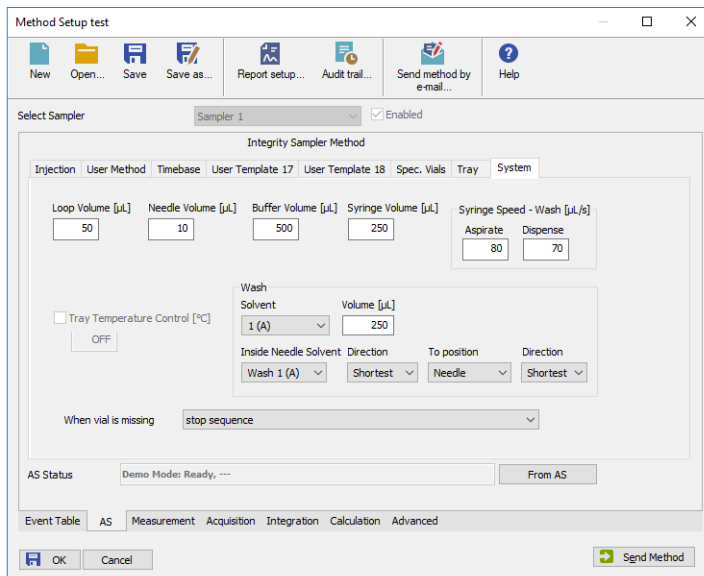 Method Setup test
New Open... Save Save as... Report setup... Audit trail... Send method by e-mail... Help
Select Sampler Sampler 1 Enabled
Integrity Sampler Method
Injection User Method Timebase User Template 17 User Template 18 Spec. Vials Tray System
Loop Volume [µL] Needle Volume [µL] Buffer Volume [µL] Syringe Volume [µL] Syringe Speed - Wash [µL/s]
Aspirate Dispense
50 10 500 250 80 70
Wash
Solvent Volume [µL]
Tray Temperature Control [°C] 1 (A) 250
OFF
Inside Needle Solvent Direction To position Direction
Wash 1 (A) Shortest Needle Shortest
When vial is missing stop sequence
AS Status Demo Mode: Ready, --- From AS
Event Table AS Measurement Acquisition Integration Calculation Advanced
OK Cancel Send Method